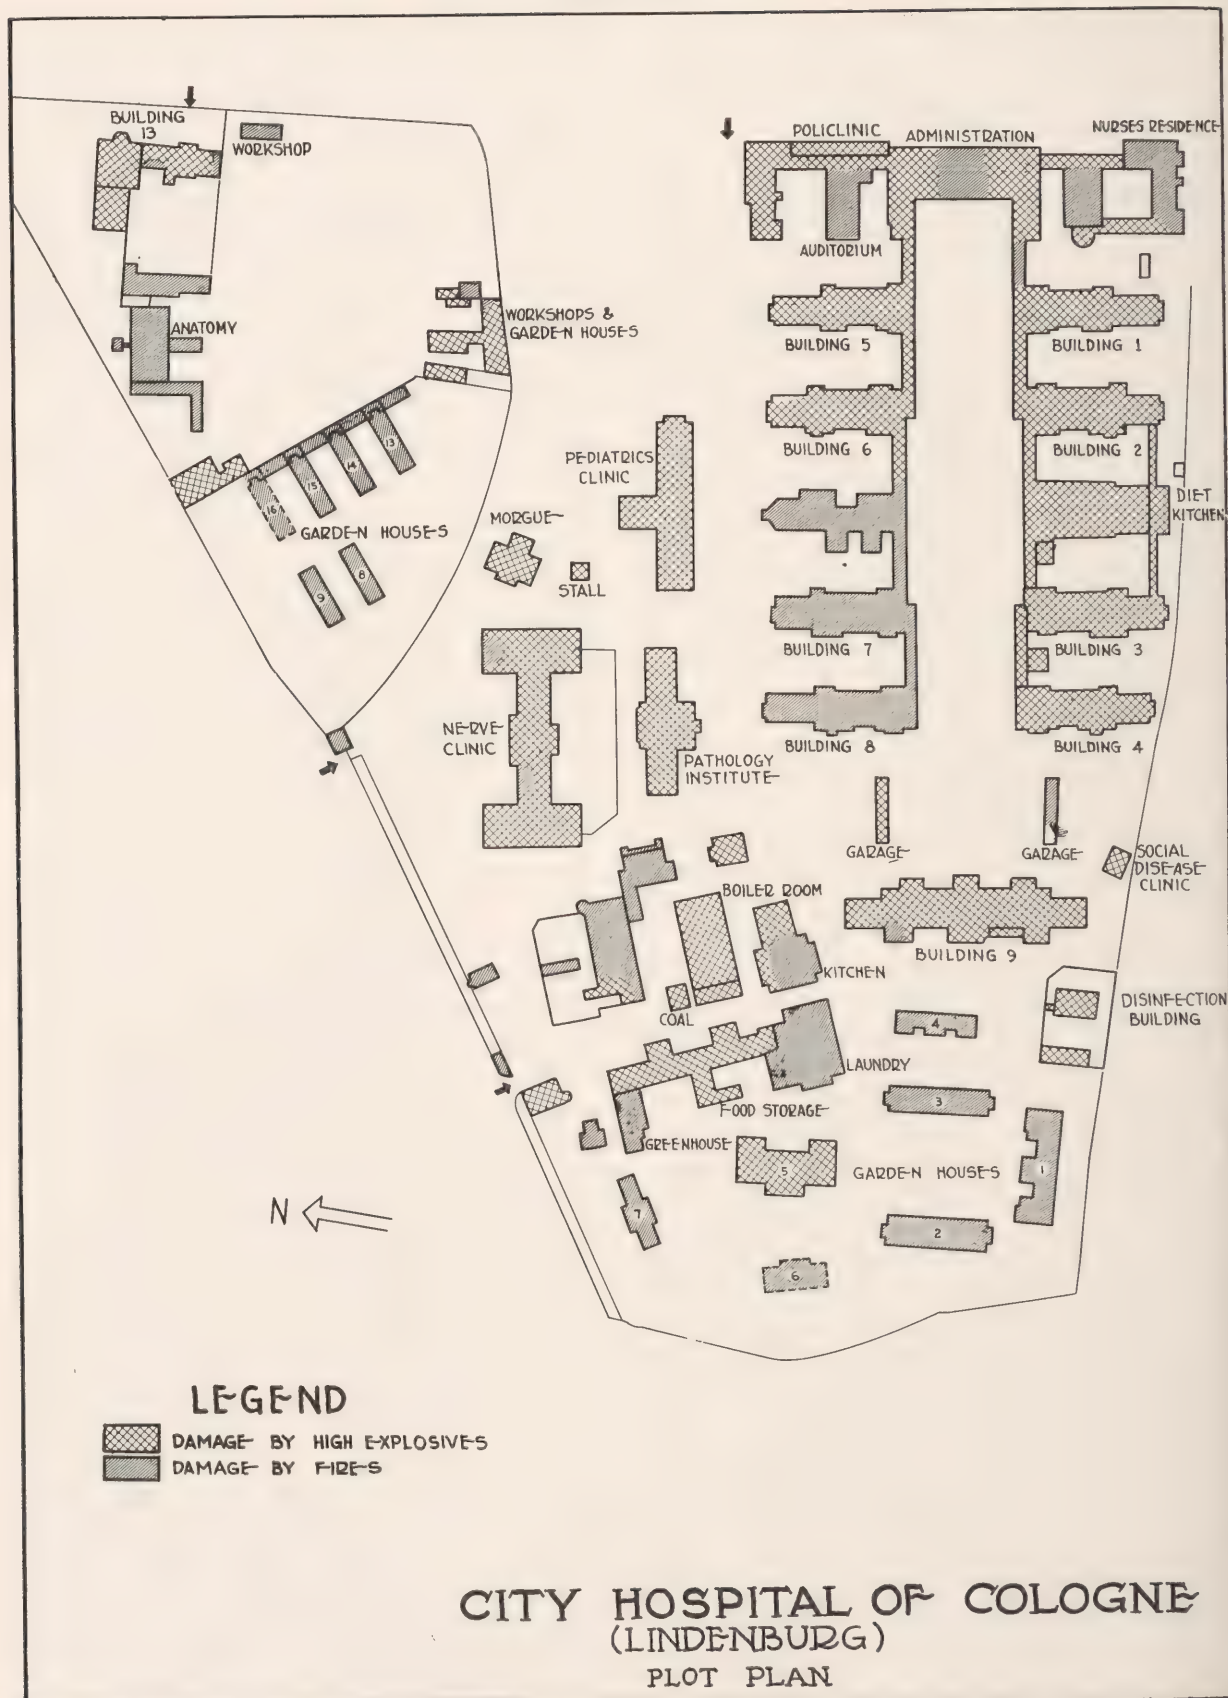 BUILDING
13
WORKSHOP
POLICLINIC
ADMINISTRATION
NURSES RESIDENCE
AUDITORIUM
ANATOMY
WORKSHOPS &
GARDEN HOUSES
BUILDING 5
BUILDING 1
13
14
15
16
GARDEN HOUSES
8
9
PEDIATRICS
CLINIC
BUILDING 6
BUILDING 2
DIET
KITCHEN
MORGUE
STALL
BUILDING 7
BUILDING 3
NERVE
CLINIC
PATHOLOGY
INSTITUTE
BUILDING 8
BUILDING 4
GARAGE
GARAGE
SOCIAL
DISEASE
CLINIC
BOILER ROOM
BUILDING 9
KITCHEN
COAL
DISINFECTION
BUILDING
4
LAUNDRY
3
FOOD STORAGE
GREENHOUSE
5
GARDEN HOUSES
1
7
2
6
N
LEGEND
DAMAGE BY HIGH EXPLOSIVES
DAMAGE BY FIRES
CITY HOSPITAL OF COLOGNE
(LINDENBURG)
PLOT PLAN